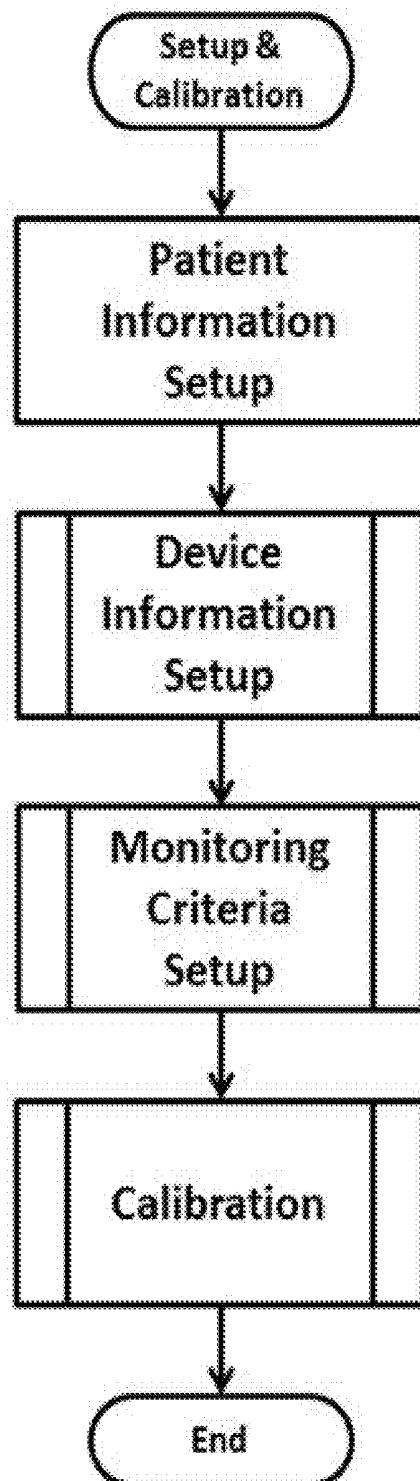 Setup &
Calibration
Patient
Information
Setup
Device
Information
Setup
Monitoring
Criteria
Setup
Calibration
End